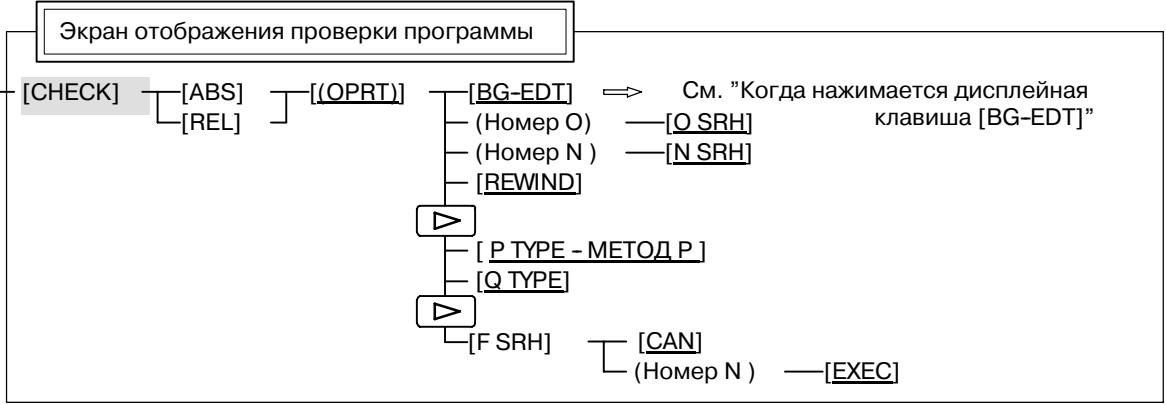 Экран отображения проверки программы
[CHECK] [ABS] [(OPRT)] [BG-EDT] См. "Когда нажимается дисплейная
[REL] клавиша [BG-EDT]”
(Номер O) [O SRH]
(Номер N ) [N SRH]
[REWIND]
[ P TYPE - МЕТОД P ]
[Q TYPE]
[F SRH] [CAN]
(Номер N ) [EXEC]